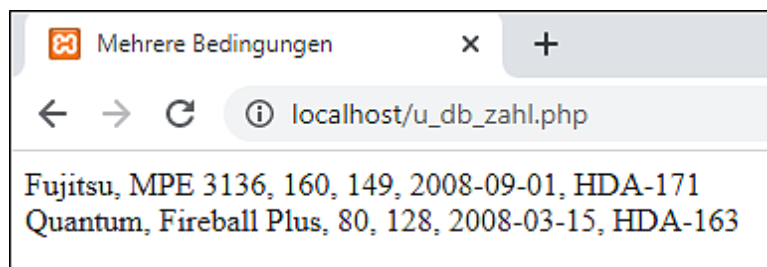 Mehrere Bedingungen
localhost/u_db_zahl.php
Fujitsu, MPE 3136, 160, 149, 2008-09-01, HDA-171
Quantum, Fireball Plus, 80, 128, 2008-03-15, HDA-163